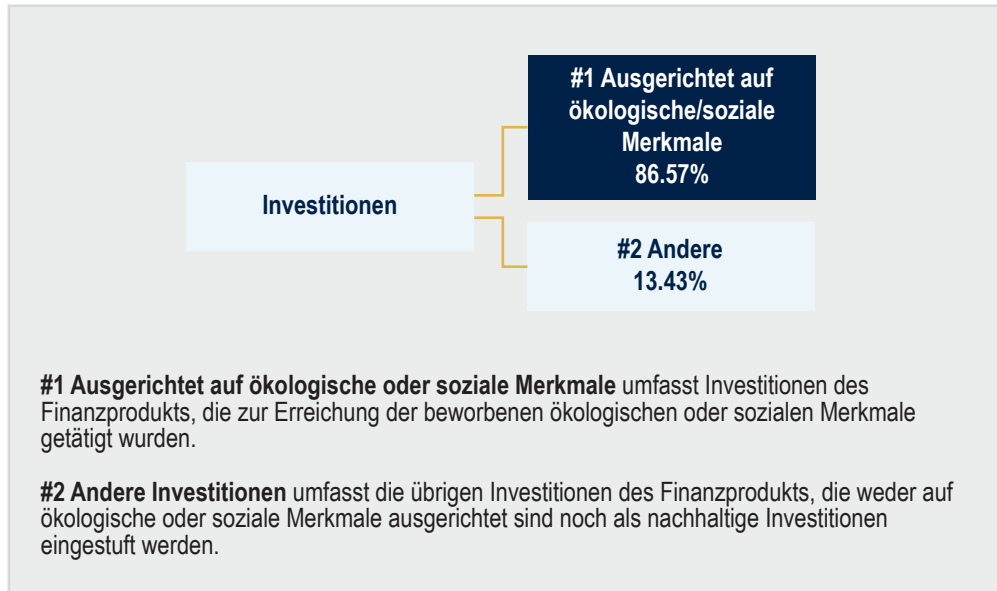 #1 Ausgerichtet auf
ökologische/soziale
Merkmale
86.57%
Investitionen
#2 Andere
13.43%
#1 Ausgerichtet auf ökologische oder soziale Merkmale umfasst Investitionen des
Finanzprodukts, die zur Erreichung der beworbenen ökologischen oder sozialen Merkmale
getätigt wurden.
#2 Andere Investitionen umfasst die übrigen Investitionen des Finanzprodukts, die weder auf
ökologische oder soziale Merkmale ausgerichtet sind noch als nachhaltige Investitionen
eingestuft werden.